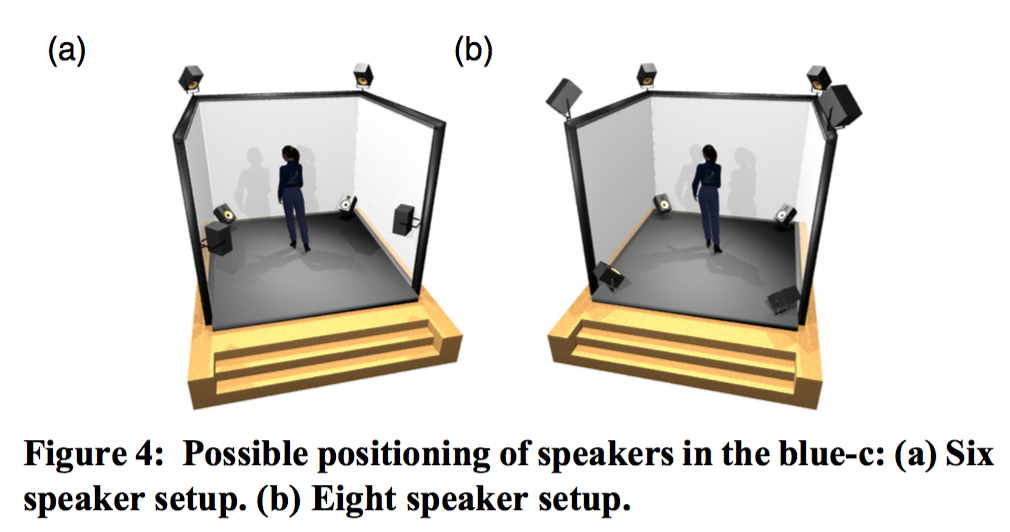 (a)
(b)
Figure 4: Possible positioning of speakers in the blue-c: (a) Six
speaker setup. (b) Eight speaker setup.